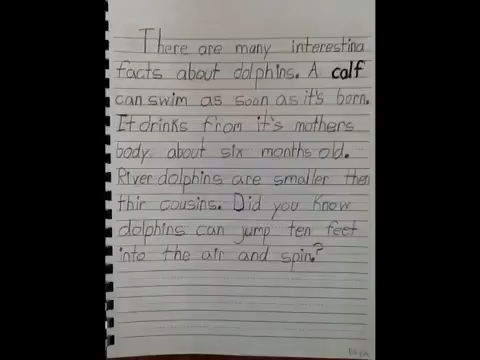 There are many interesting
facts about dolphins. A calf
can swim as soon as it's born.
It drinks from it's mothers
body about six months old.
River dolphins are smaller then
thir cousins. Did you know
dolphins can jump ten feet
into the air and spin?